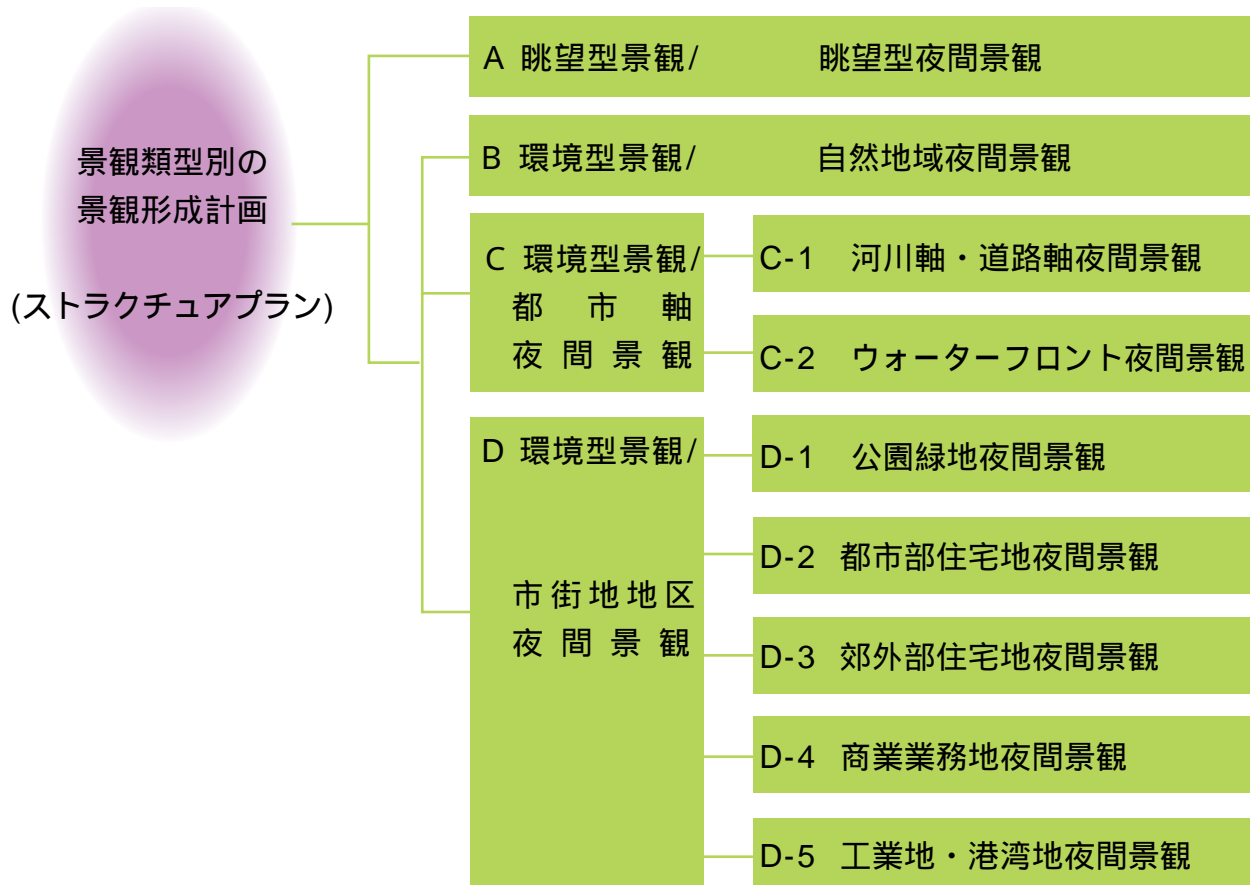 景観類型別の
景観形成計画
(ストラクチュアプラン)
A 眺望型景観/ 眺望型夜間景観
B 環境型景観/ 自然地域夜間景観
C 環境型景観/
都市軸
夜間景観
C-1 河川軸・道路軸夜間景観
C-2 ウォーターフロント夜間景観
D 環境型景観/
市街地地区
夜間景観
D-1 公園緑地夜間景観
D-2 都市部住宅地夜間景観
D-3 郊外部住宅地夜間景観
D-4 商業業務地夜間景観
D-5 工業地・港湾地夜間景観